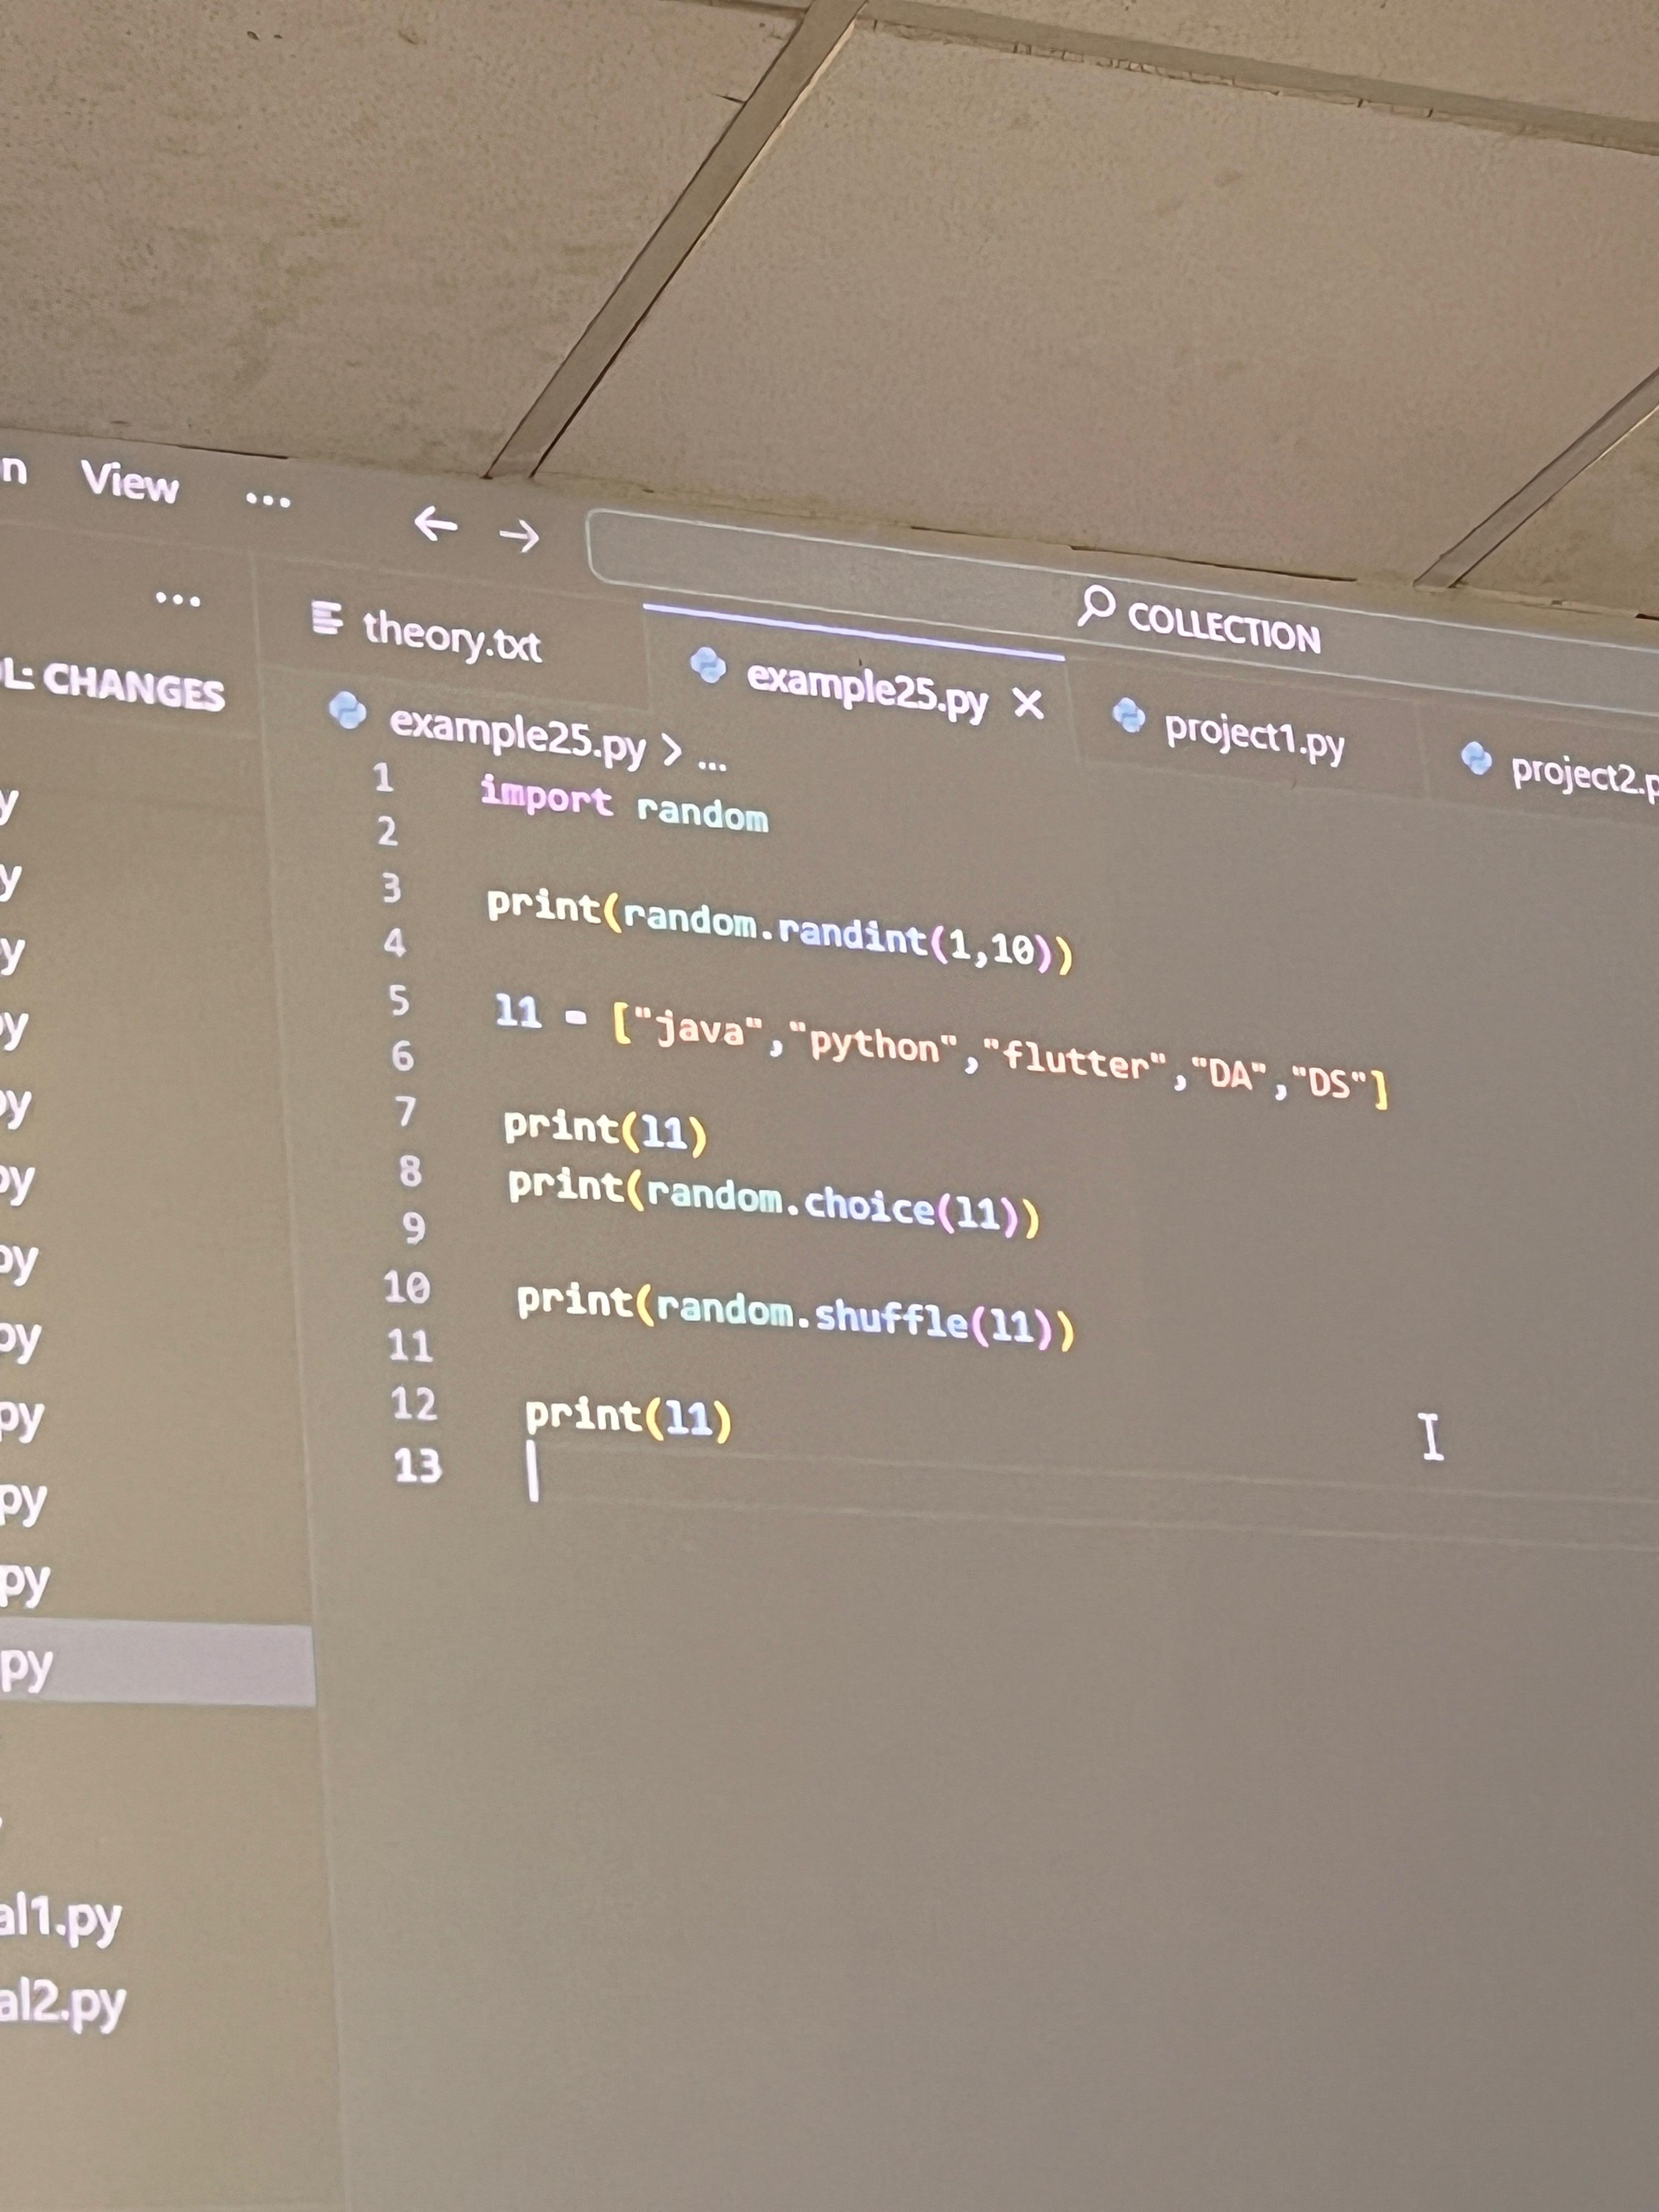 View ...
← →
COLLECTION
...
theory.txt
example25.py ×
project1.py
project2.p
CHANGES
example25.py > ...
1 import random
2
3 print(random.randint(1,10))
4
5 l1 = ["java","python","flutter","DA","DS"]
6
7 print(l1)
8 print(random.choice(l1))
9
10 print(random.shuffle(l1))
11
12 print(l1)
13
y
y
y
py
py
py
py
py
py
py
py
py
al1.py
al2.py